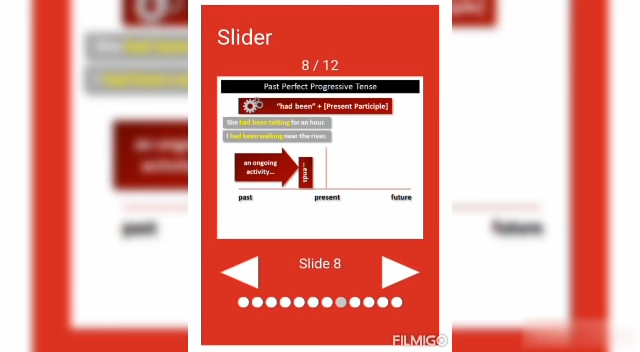 Slider
8 / 12
Past Perfect Progressive Tense
"had been" + [Present Participle]
She had been talking for an hour.
I had been walking near the river.
an ongoing
activity...
...ends
past present future
Slide 8
FILMIGO